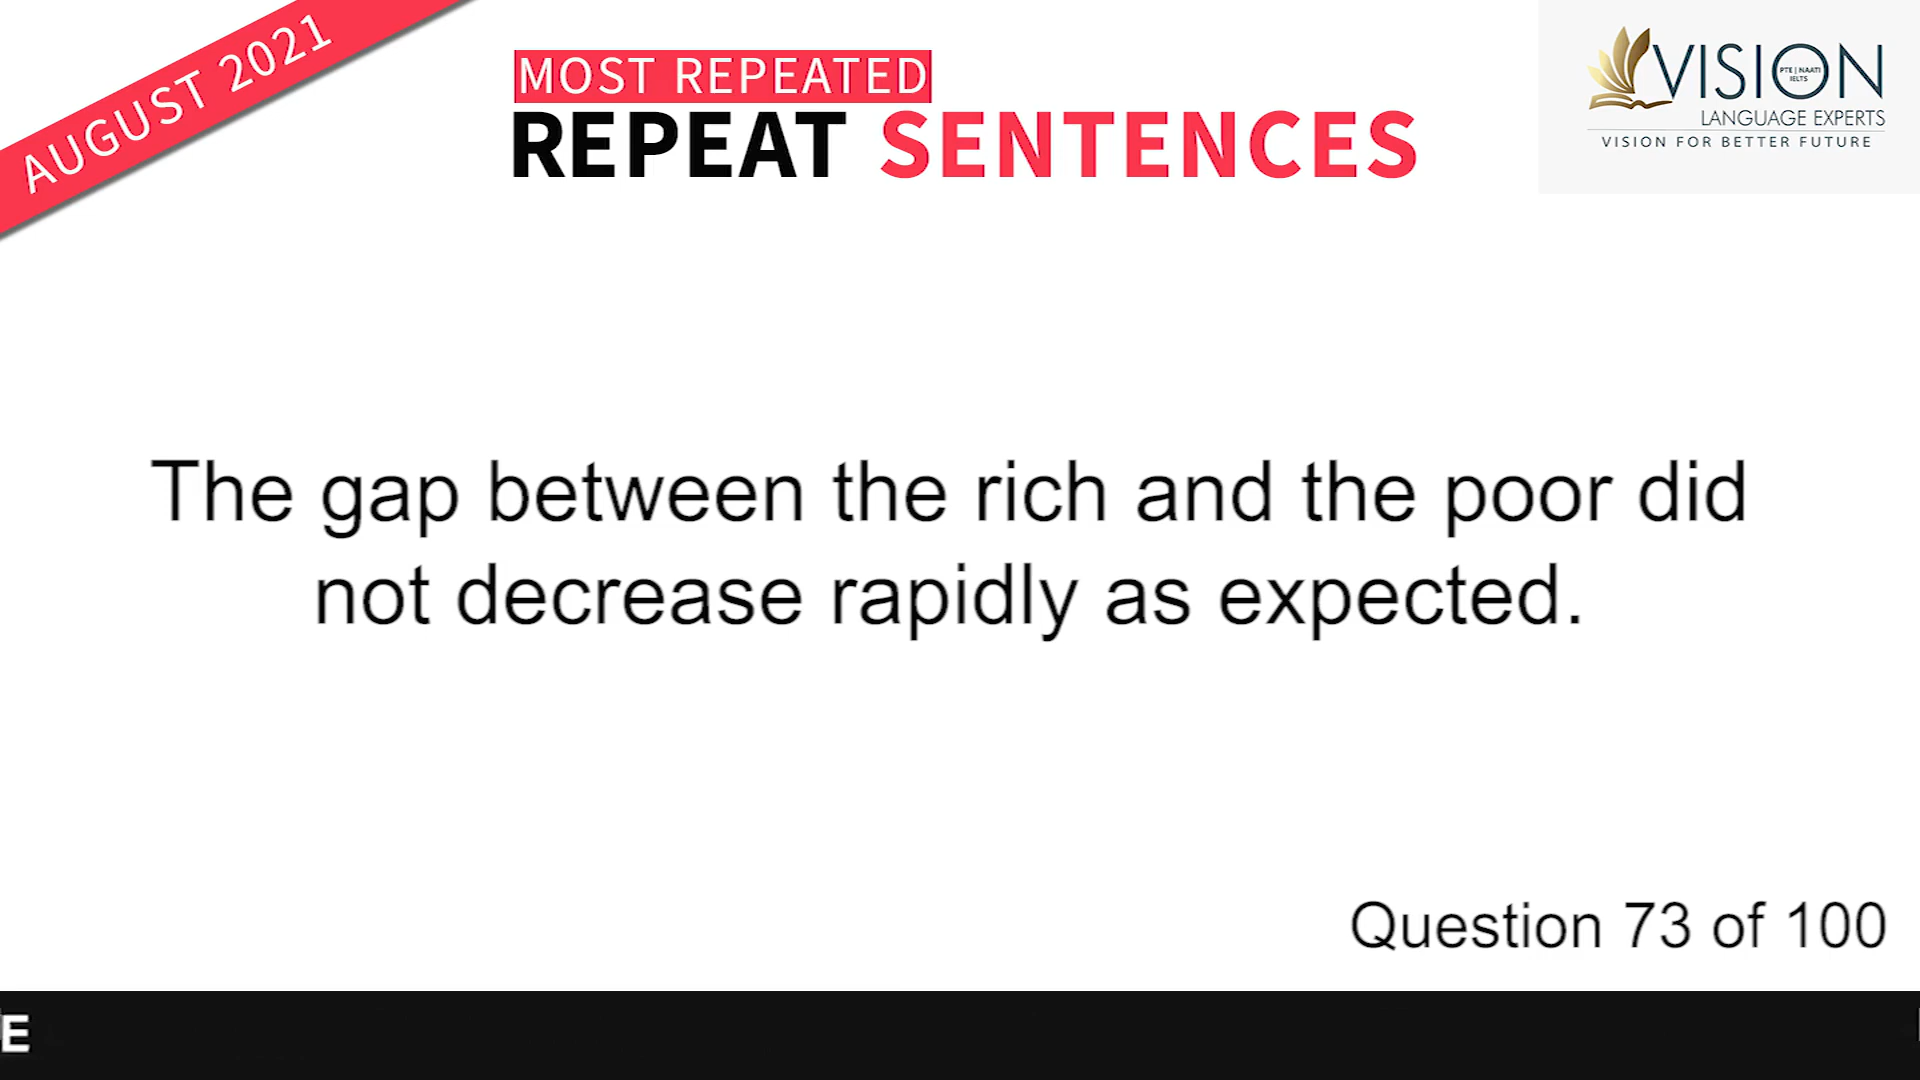 AUGUST 2021
MOST REPEATED
REPEAT SENTENCES
VISION
PTE | NAATI
IELTS
LANGUAGE EXPERTS
VISION FOR BETTER FUTURE
The gap between the rich and the poor did
not decrease rapidly as expected.
Question 73 of 100
E